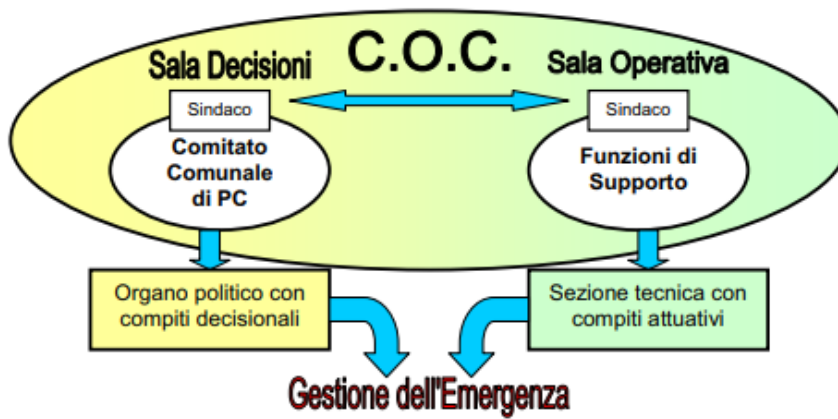 Sala Decisioni
C.O.C.
Sala Operativa
Sindaco
Comitato
Comunale
di PC
Sindaco
Funzioni di
Supporto
Organo politico con
compiti decisionali
Sezione tecnica con
compiti attuativi
Gestione dell'Emergenza